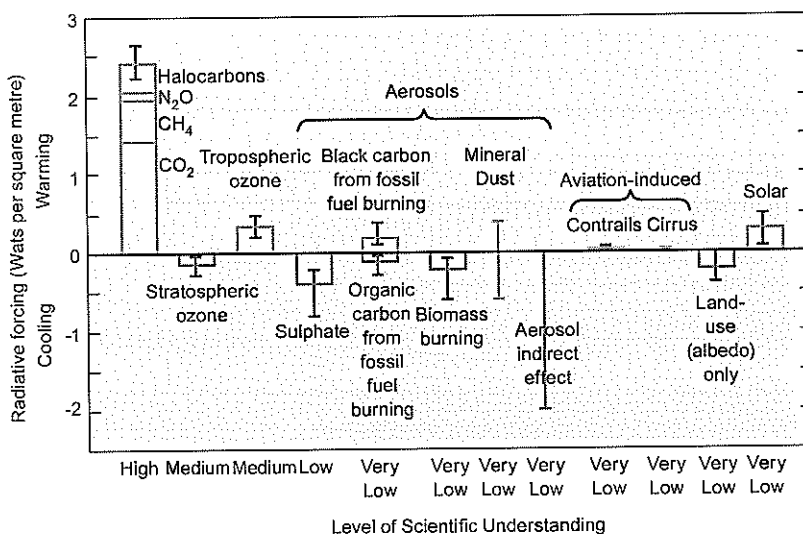 Radiative forcing (Wats per square metre)
Cooling Warming
3
2
1
0
-1
-2
Halocarbons
N2O
CH4
CO2
Aerosols
Tropospheric
ozone
Black carbon
from fossil
fuel burning
Mineral
Dust
Aviation-induced
Contrails Cirrus
Solar
Stratospheric
ozone
Sulphate
Organic
carbon
from
fossil
fuel
burning
Biomass
burning
Aerosol
indirect
effect
Land-
use
(albedo)
only
High Medium Medium Low Very Very Very Very Very Very Very Very
Low Low Low Low Low Low Low Low
Level of Scientific Understanding